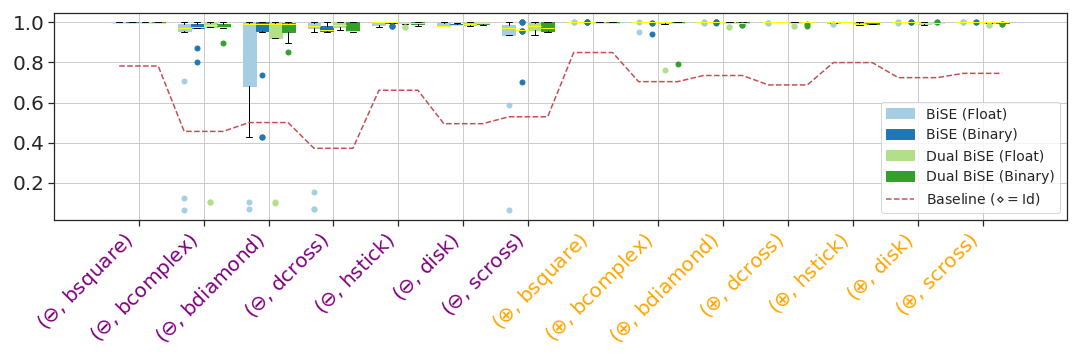 1.0
0.8
0.6
0.4
0.2
BiSE (Float)
BiSE (Binary)
Dual BiSE (Float)
Dual BiSE (Binary)
Baseline (⋄ = Id)
(⊖, bsquare)
(⊖, bcomplex)
(⊖, bdiamond)
(⊖, dcross)
(⊖, hstick)
(⊖, disk)
(⊖, scross)
(⊕, bsquare)
(⊕, bcomplex)
(⊕, bdiamond)
(⊕, dcross)
(⊕, hstick)
(⊕, disk)
(⊕, scross)